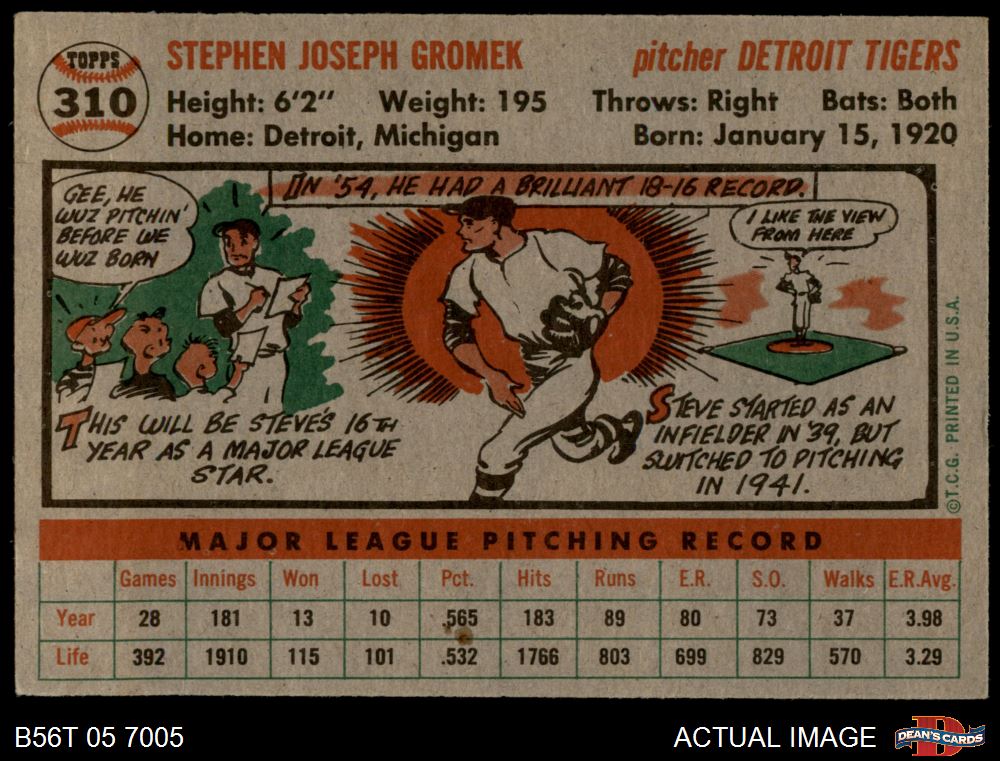 TOPPS
310
STEPHEN JOSEPH GROMEK
pitcher DETROIT TIGERS
Height: 6'2" Weight: 195 Throws: Right Bats: Both
Home: Detroit, Michigan Born: January 15, 1920
GEE, HE
WUZ PITCHIN'
BEFORE WE
WUZ BORN
IN '54, HE HAD A BRILLIANT 18-16 RECORD.
I LIKE THE VIEW
FROM HERE
THIS WILL BE STEVE'S 16TH
YEAR AS A MAJOR LEAGUE
STAR.
STEVE STARTED AS AN
INFIELDER IN '39, BUT
SWITCHED TO PITCHING
IN 1941.
©T.C.G. PRINTED IN U.S.A.
MAJOR LEAGUE PITCHING RECORD
Games Innings Won Lost Pct. Hits Runs E.R. S.O. Walks E.R.Avg.
Year 28 181 13 10 .565 183 89 80 73 37 3.98
Life 392 1910 115 101 .532 1766 803 699 829 570 3.29
B56T 05 7005
ACTUAL IMAGE
DEAN'S CARDS